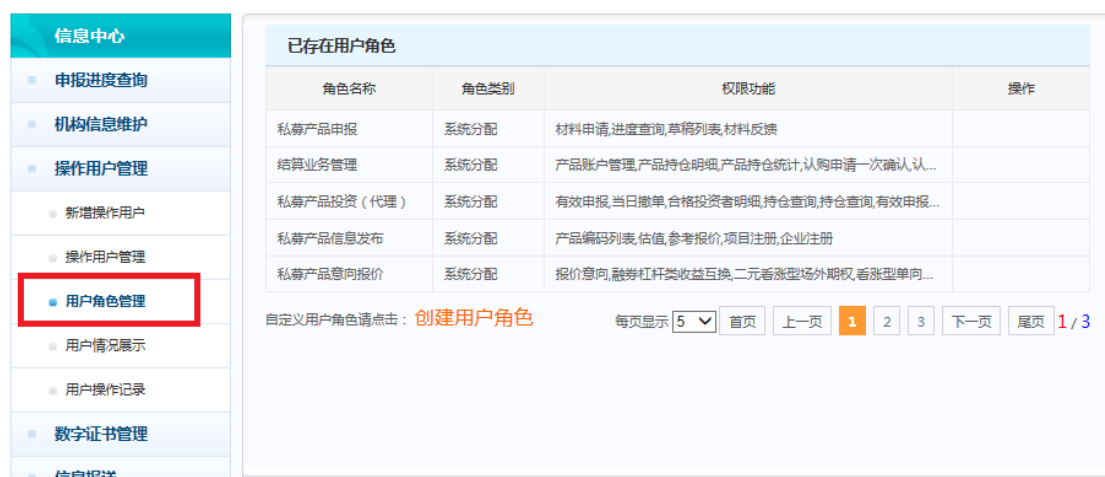 信息中心
申报进度查询
机构信息维护
操作用户管理
新增操作用户
操作用户管理
用户角色管理
用户情况展示
用户操作记录
数字证书管理
信息报送
已存在用户角色
角色名称 角色类别 权限功能 操作
私募产品申报 系统分配 材料申请,进度查询,草稿列表,材料反馈
结算业务管理 系统分配 产品账户管理,产品持仓明细,产品持仓统计,认购申请一次确认,认...
私募产品投资（代理） 系统分配 有效申报,当日撤单,合格投资者明细,持仓查询,持仓查询,有效申报...
私募产品信息发布 系统分配 产品编码列表,估值,参考报价,项目注册,企业注册
私募产品意向报价 系统分配 报价意向,融券杠杆类收益互换,二元看涨型场外期权,看涨型单向...
自定义用户角色请点击： 创建用户角色 每页显示 5 首页 上一页 1 2 3 下一页 尾页 1 / 3